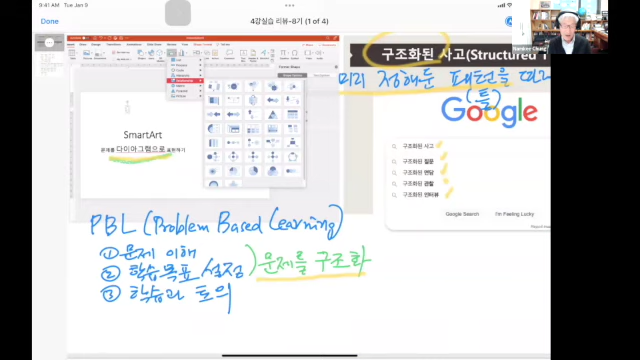 9:41 AM Tue Jan 9
Done
4강실습 리뷰-8기 (1 of 4)
Relationship
SmartArt
문제를 다이아그램으로 표현하기
구조화된 사고(Structured T
미리 정해둔 패턴을
(틀)
Google
구조화된 사고
구조화된 질문
구조화된 면담
구조화된 관찰
구조화된 인터뷰
Google Search
I'm Feeling Lucky
PBL (Problem Based Learning)
① 문제 이해
② 학습목표 설정
) 문제를 구조화
③ 학습과 토의